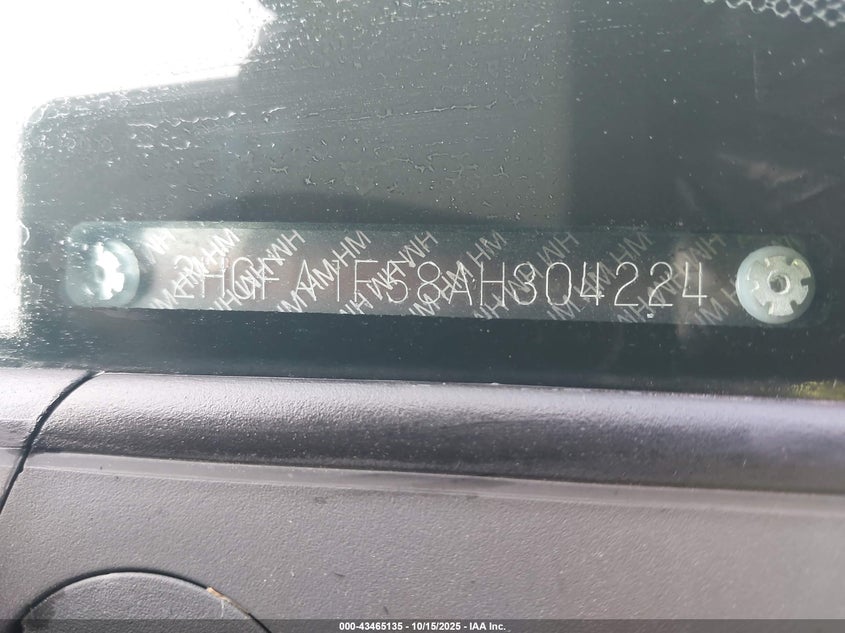 2HGFA1F58AH304224
000-43465135 - 10/15/2025 - IAA Inc.